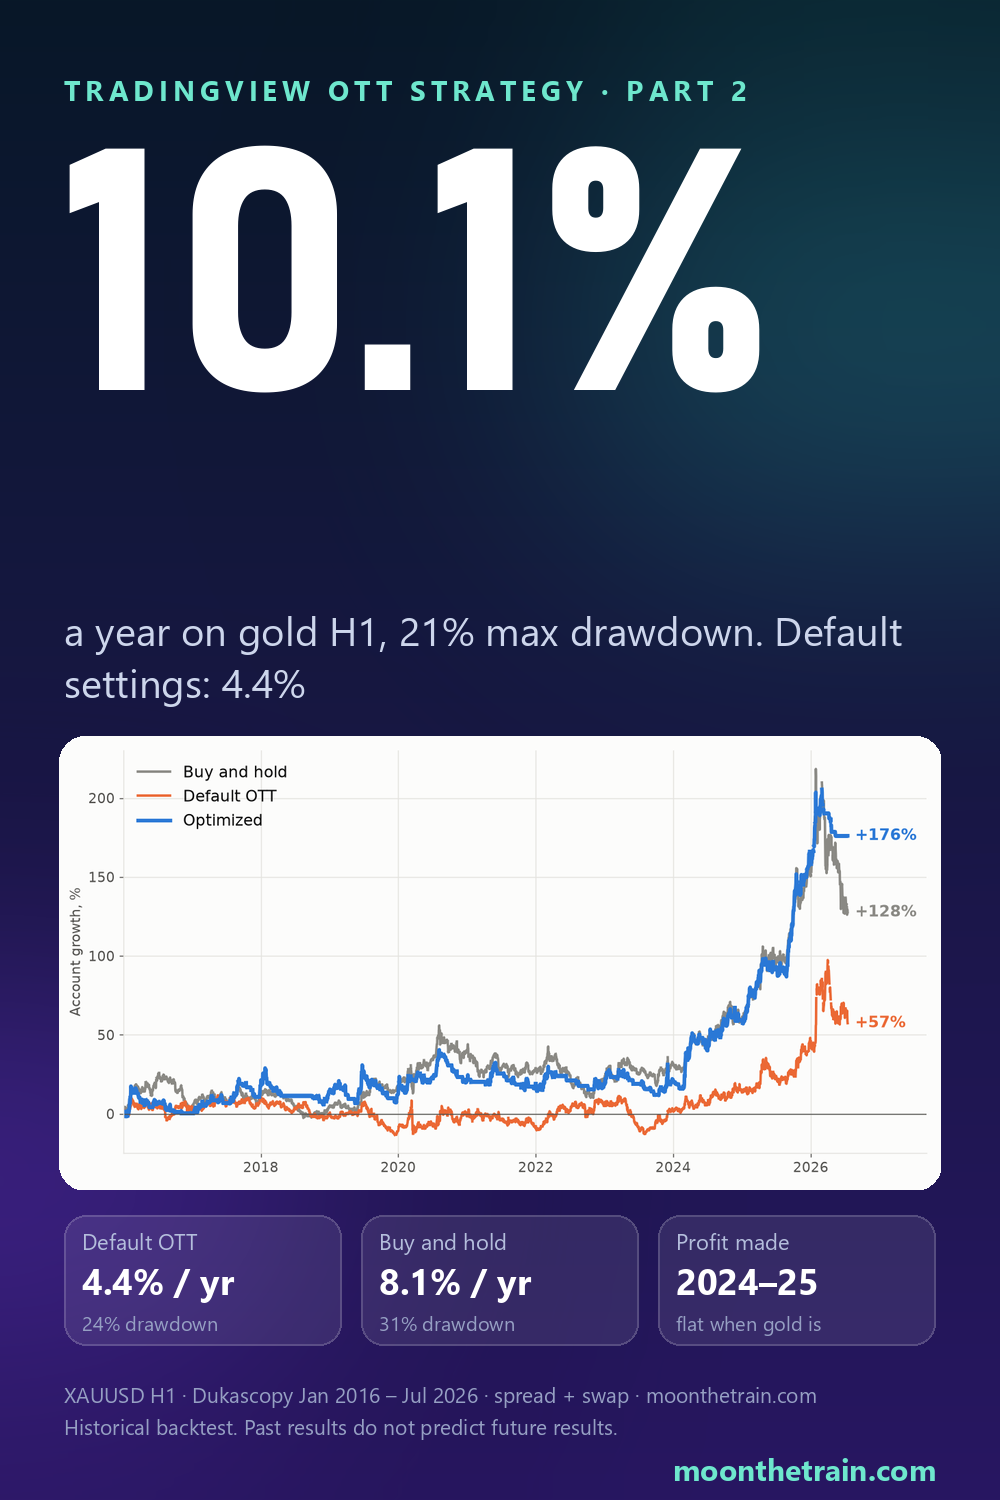 TRADINGVIEW OTT STRATEGY · PART 2
10.1%
a year on gold H1, 21% max drawdown. Default
settings: 4.4%
Buy and hold
Default OTT
Optimized
Account growth, %
200
150
100
50
0
+176%
+128%
+57%
2018
2020
2022
2024
2026
Default OTT
4.4% / yr
24% drawdown
Buy and hold
8.1% / yr
31% drawdown
Profit made
2024–25
flat when gold is
XAUUSD H1 · Dukascopy Jan 2016 – Jul 2026 · spread + swap · moonthetrain.com
Historical backtest. Past results do not predict future results.
moonthetrain.com